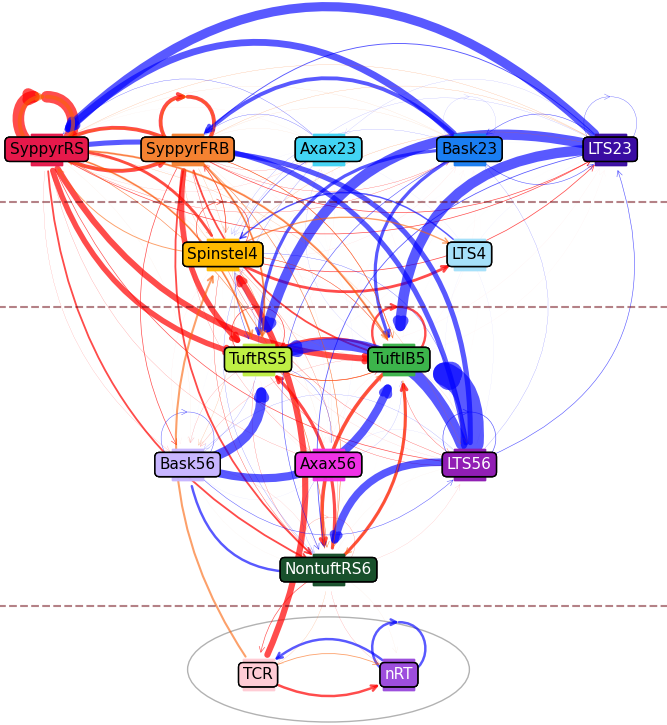 SyppyrRS SyppyrFRB Axax23 Bask23 LTS23
Spinstel4 LTS4
TuftRS5 TuftIB5
Bask56 Axax56 LTS56
NontuftRS6
TCR nRT